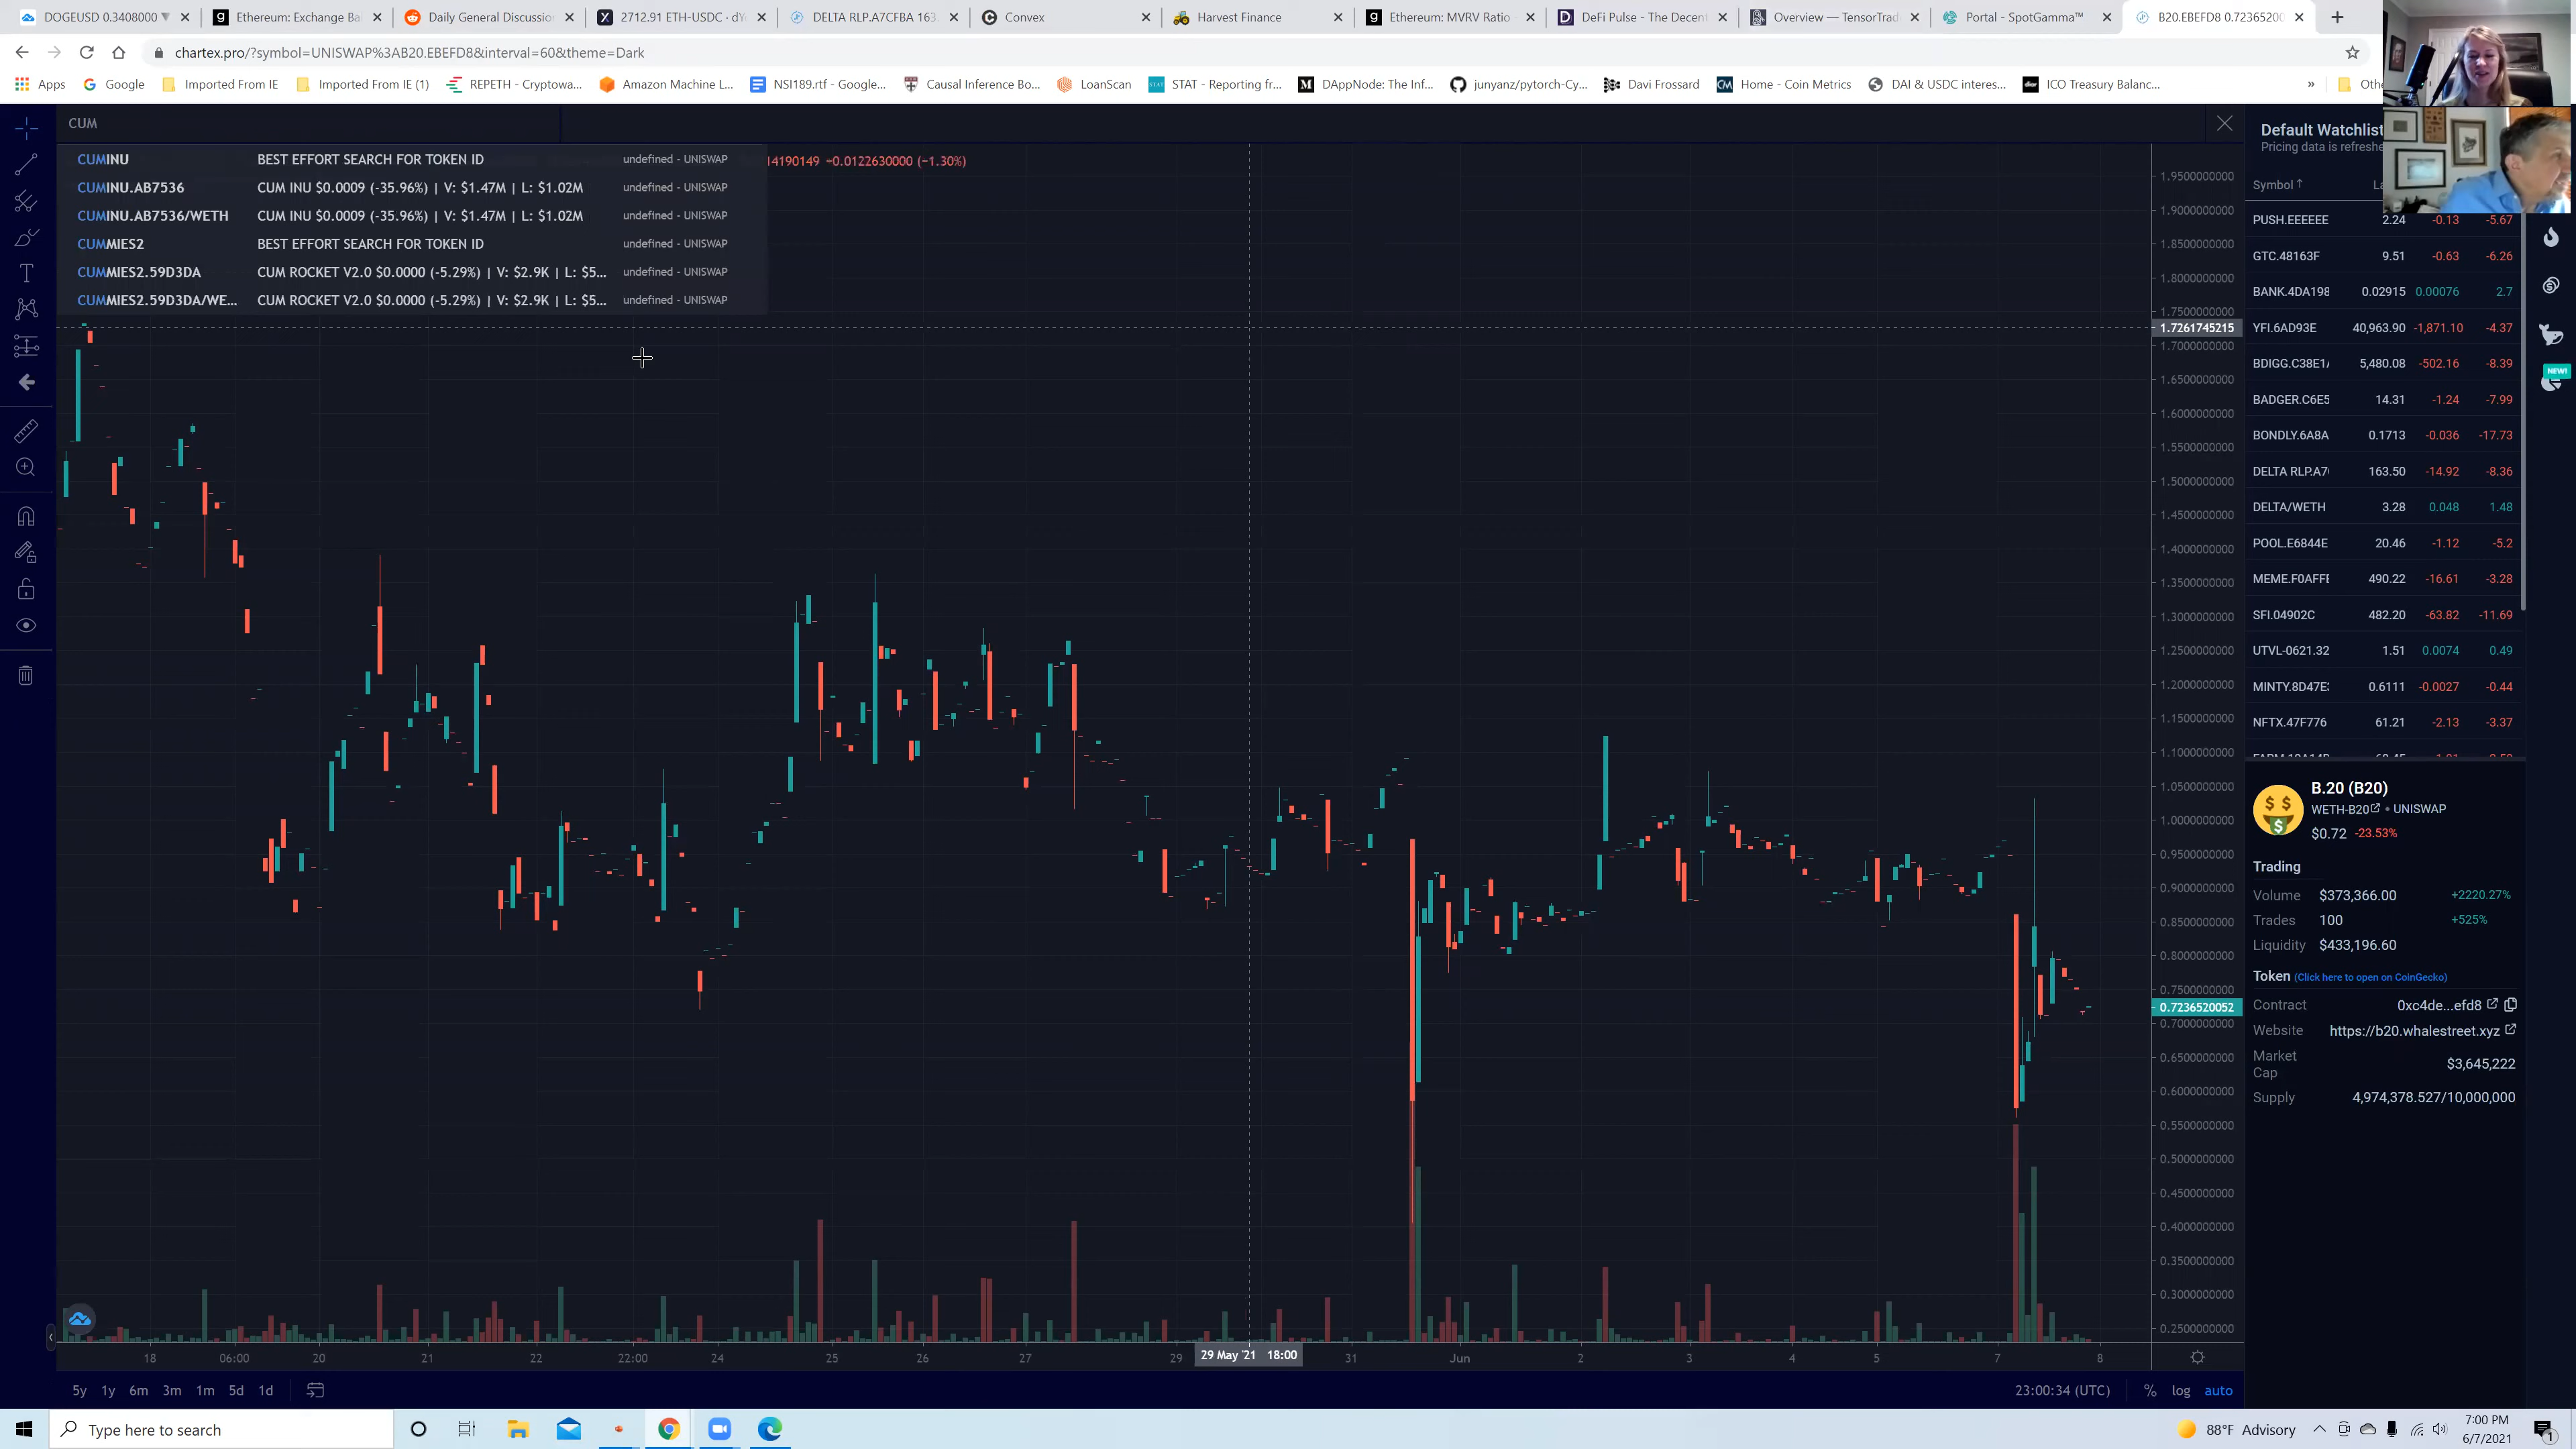 DOGEUSD 0.3408000 ▼
Ethereum: Exchange Ba
Daily General Discussion
2712.91 ETH-USDC · dY
DELTA RLP.A7CFBA 163
Convex
Harvest Finance
Ethereum: MVRV Ratio
DeFi Pulse - The Decent
Overview — TensorTrad
Portal - SpotGamma™
B20.EBEFD8 0.7236520
chartex.pro/?symbol=UNISWAP%3AB20.EBEFD8&interval=60&theme=Dark
Apps
Google
Imported From IE
Imported From IE (1)
REPETH - Cryptowa...
Amazon Machine L...
NSI189.rtf - Google...
Causal Inference Bo...
LoanScan
STAT - Reporting fr...
DAppNode: The Inf...
junyanz/pytorch-Cy...
Davi Frossard
Home - Coin Metrics
DAI & USDC interes...
ICO Treasury Balanc...
»
CUM
CUMINU BEST EFFORT SEARCH FOR TOKEN ID undefined - UNISWAP
CUMINU.AB7536 CUM INU $0.0009 (-35.96%) | V: $1.47M | L: $1.02M undefined - UNISWAP
CUMINU.AB7536/WETH CUM INU $0.0009 (-35.96%) | V: $1.47M | L: $1.02M undefined - UNISWAP
CUMMIES2 BEST EFFORT SEARCH FOR TOKEN ID undefined - UNISWAP
CUMMIES2.59D3DA CUM ROCKET V2.0 $0.0000 (-5.29%) | V: $2.9K | L: $5... undefined - UNISWAP
CUMMIES2.59D3DA/WE... CUM ROCKET V2.0 $0.0000 (-5.29%) | V: $2.9K | L: $5... undefined - UNISWAP
14190149 −0.0122630000 (−1.30%)
1.9500000000
1.9000000000
1.8500000000
1.8000000000
1.7500000000
1.7261745215
1.7000000000
1.6500000000
1.6000000000
1.5500000000
1.5000000000
1.4500000000
1.4000000000
1.3500000000
1.3000000000
1.2500000000
1.2000000000
1.1500000000
1.1000000000
1.0500000000
1.0000000000
0.9500000000
0.9000000000
0.8500000000
0.8000000000
0.7500000000
0.7236520052
0.7000000000
0.6500000000
0.6000000000
0.5500000000
0.5000000000
0.4500000000
0.4000000000
0.3500000000
0.3000000000
0.2500000000
18 06:00 20 21 22 22:00 24 25 26 27 29 29 May '21 18:00 31 Jun 2 3 4 5 7 8
5y 1y 6m 3m 1m 5d 1d
23:00:34 (UTC) % log auto
Default Watchlist
Pricing data is refreshe
Symbol
PUSH.EEEEEE 2.24 -0.13 -5.67
GTC.48163F 9.51 -0.63 -6.26
BANK.4DA198 0.02915 0.00076 2.7
YFI.6AD93E 40,963.90 -1,871.10 -4.37
BDIGG.C38E1 5,480.08 -502.16 -8.39
BADGER.C6E5 14.31 -1.24 -7.99
BONDLY.6A8A 0.1713 -0.036 -17.73
DELTA RLP.A7 163.50 -14.92 -8.36
DELTA/WETH 3.28 0.048 1.48
POOL.E6844E 20.46 -1.12 -5.2
MEME.F0AFFE 490.22 -16.61 -3.28
SFI.04902C 482.20 -63.82 -11.69
UTVL-0621.32 1.51 0.0074 0.49
MINTY.8D47E 0.6111 -0.0027 -0.44
NFTX.47F776 61.21 -2.13 -3.37
NEW!
B.20 (B20)
WETH-B20 • UNISWAP
$0.72 -23.53%
Trading
Volume $373,366.00 +2220.27%
Trades 100 +525%
Liquidity $433,196.60
Token (Click here to open on CoinGecko)
Contract 0xc4de...efd8
Website https://b20.whalestreet.xyz
Market
Cap $3,645,222
Supply 4,974,378.527/10,000,000
Type here to search
88°F Advisory
7:00 PM
6/7/2021